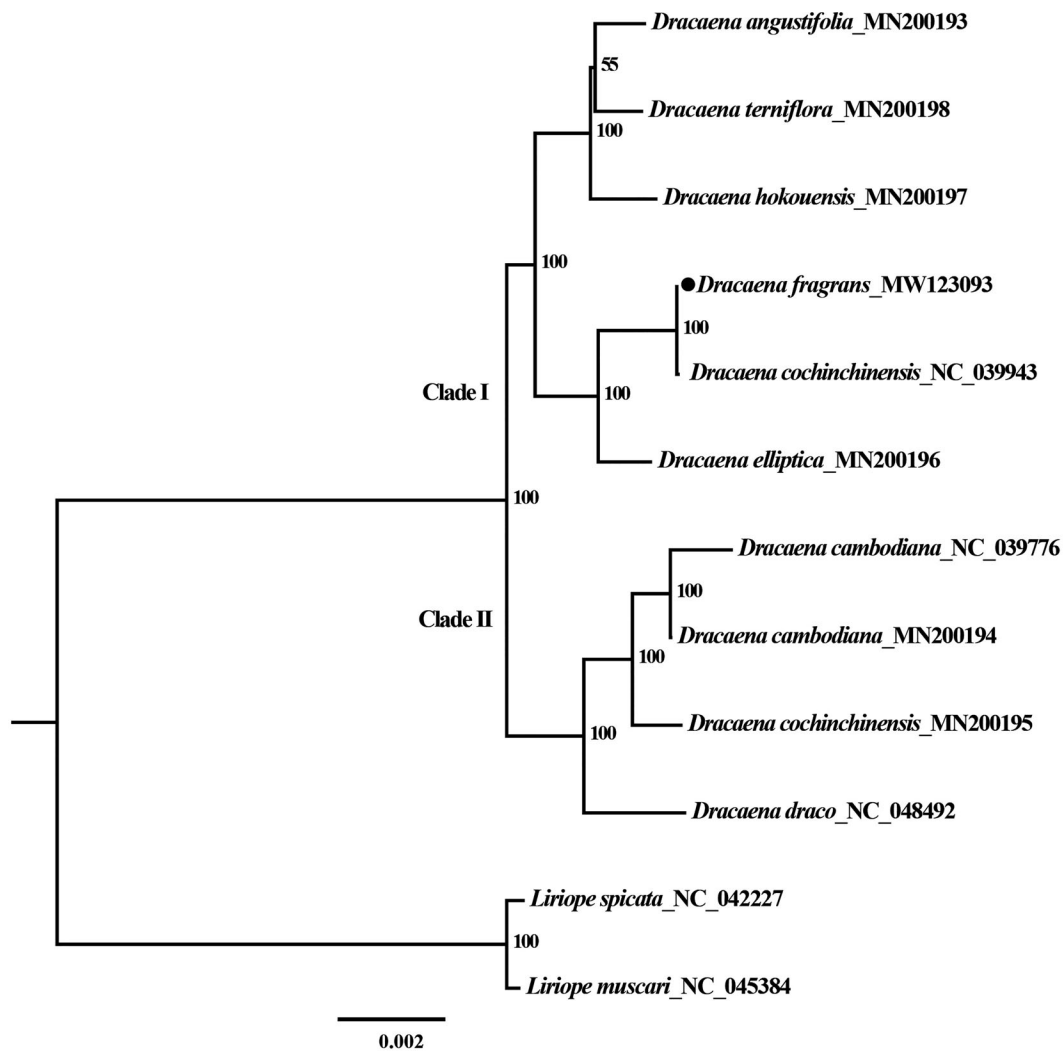 Dracaena angustifolia_MN200193
55
Dracaena terniflora_MN200198
100
Dracaena hokouensis_MN200197
100
Dracaena fragrans_MW123093
100
Dracaena cochinchinensis_NC_039943
Clade I
100
Dracaena elliptica_MN200196
100
Dracaena cambodiana_NC_039776
100
Clade II
Dracaena cambodiana_MN200194
100
Dracaena cochinchinensis_MN200195
100
Dracaena draco_NC_048492
Liriope spicata_NC_042227
100
Liriope muscari_NC_045384
0.002